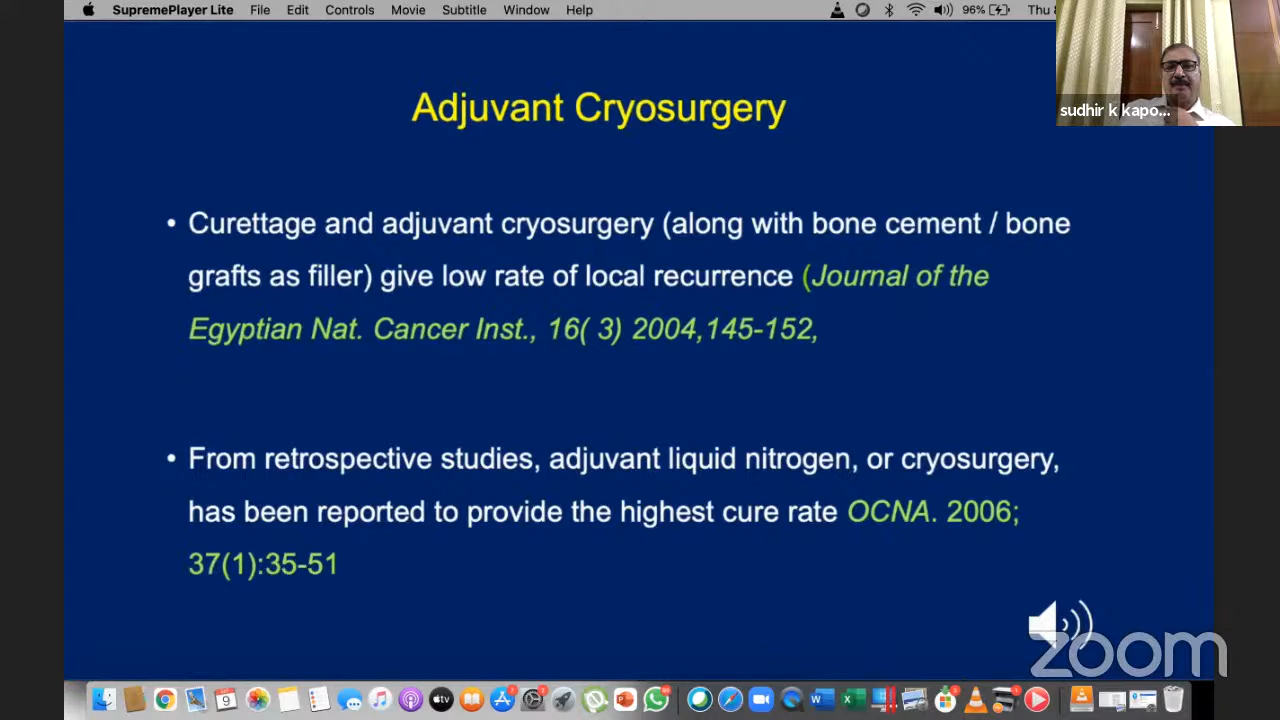 SupremePlayer Lite File Edit Controls Movie Subtitle Window Help 96% Thu
sudhir k kapo...
Adjuvant Cryosurgery
• Curettage and adjuvant cryosurgery (along with bone cement / bone
grafts as filler) give low rate of local recurrence (Journal of the
Egyptian Nat. Cancer Inst., 16( 3) 2004,145-152,
• From retrospective studies, adjuvant liquid nitrogen, or cryosurgery,
has been reported to provide the highest cure rate OCNA. 2006;
37(1):35-51
zoom
9
tv